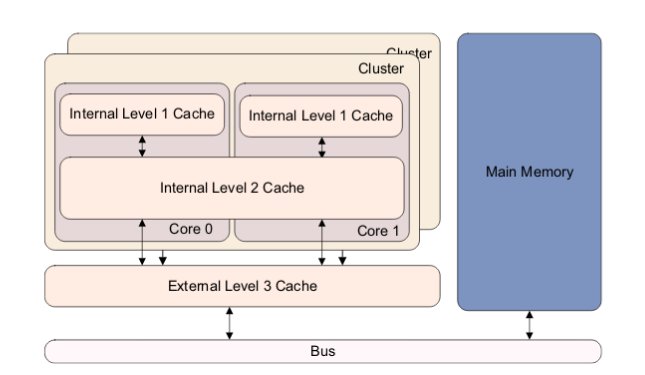 Cluster
Cluster
Internal Level 1 Cache
Internal Level 1 Cache
Main Memory
Internal Level 2 Cache
Core 0
Core 1
External Level 3 Cache
Bus